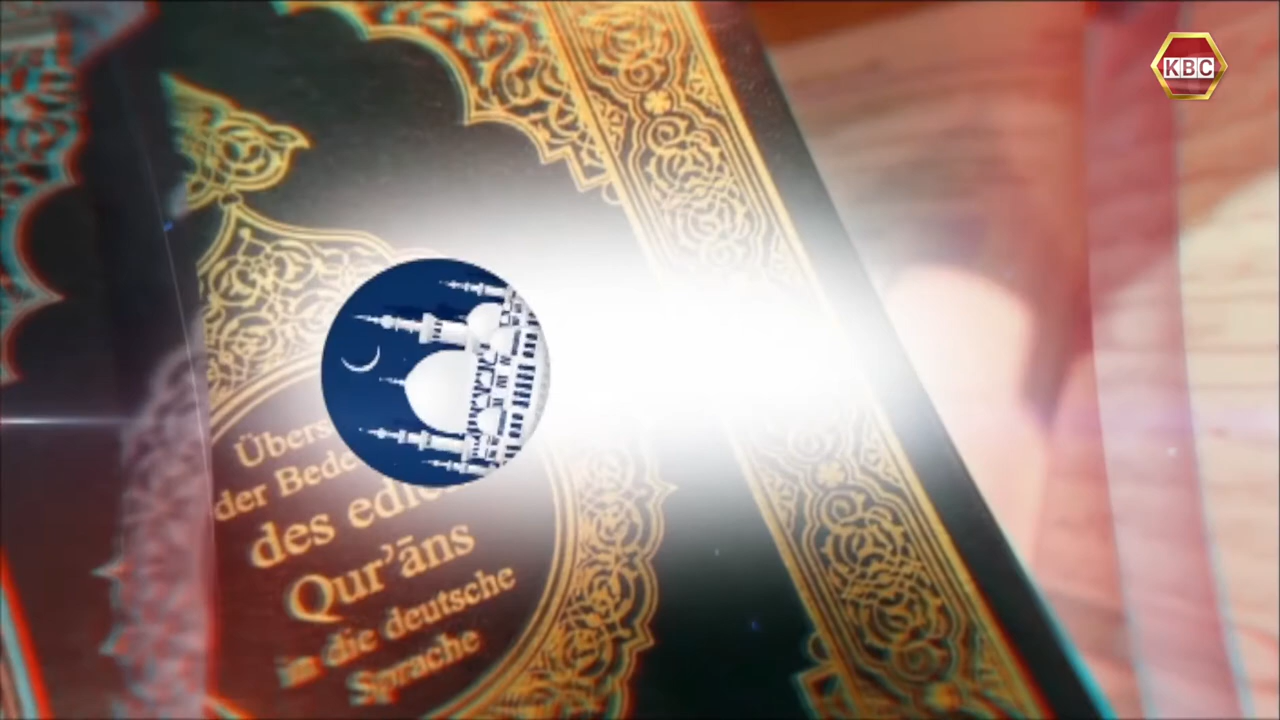 KBC
der
des
Qur'āns
in die deutsche
Sprache